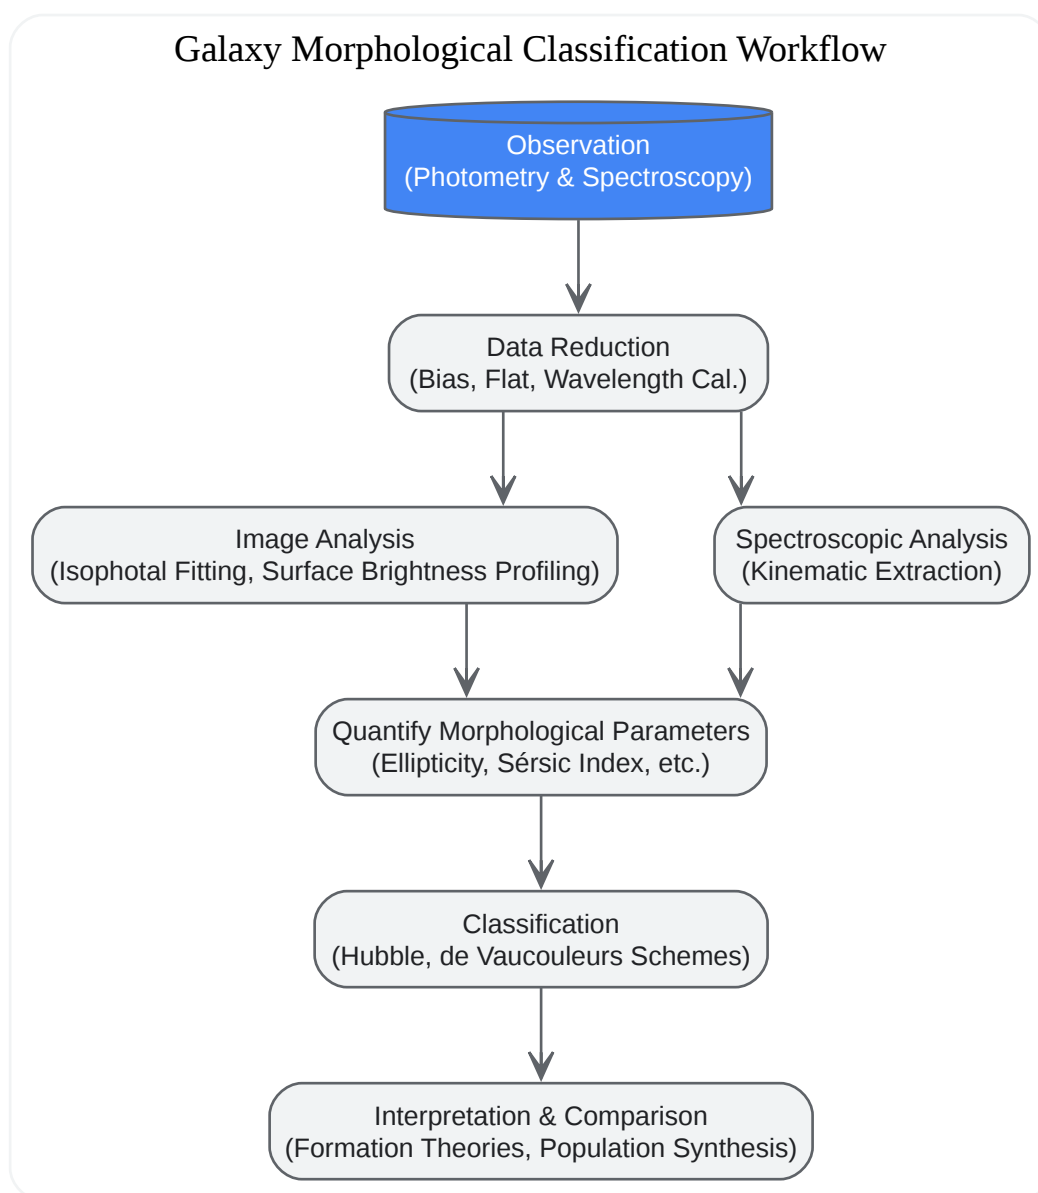 Galaxy Morphological Classification Workflow
Observation
(Photometry & Spectroscopy)
Data Reduction
(Bias, Flat, Wavelength Cal.)
Image Analysis
(Isophotal Fitting, Surface Brightness Profiling)
Spectroscopic Analysis
(Kinematic Extraction)
Quantify Morphological Parameters
(Ellipticity, Sérsic Index, etc.)
Classification
(Hubble, de Vaucouleurs Schemes)
Interpretation & Comparison
(Formation Theories, Population Synthesis)